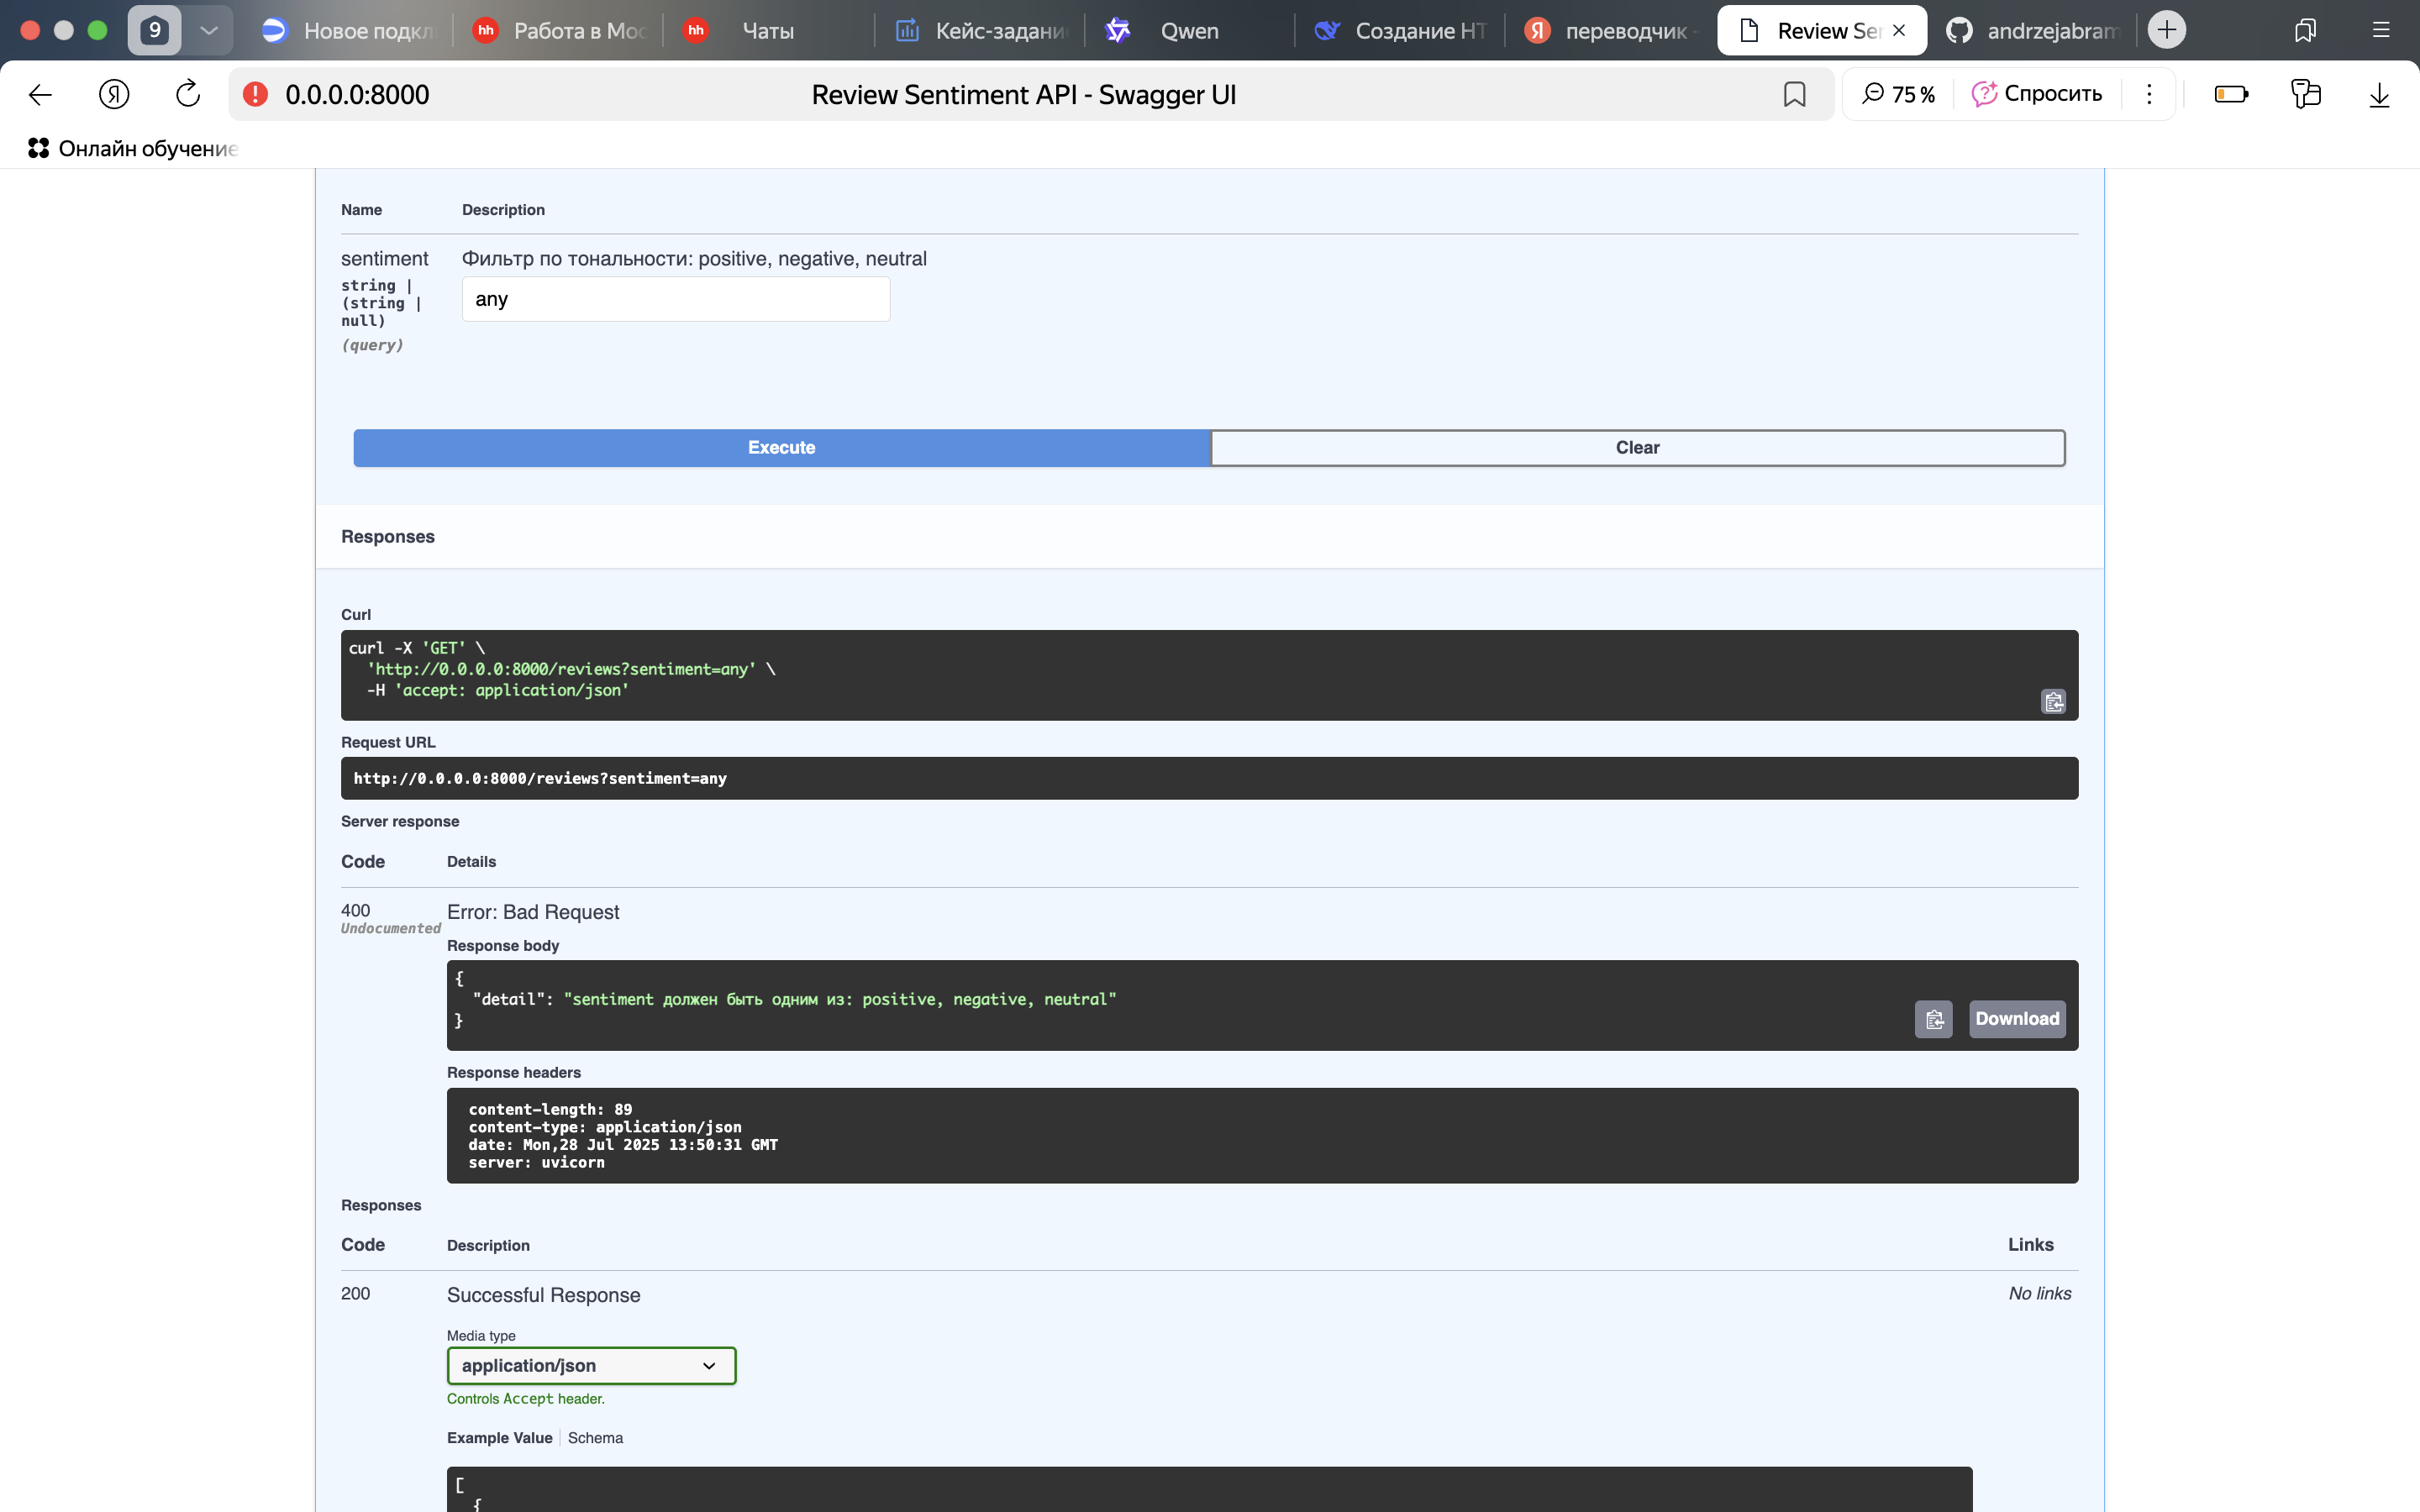 9
Новое подкл
hh
Работа в Мос
hh
Чаты
Кейс-задани
Qwen
Создание HT
Я
переводчик -
Review Ser
andrzejabram
Я
0.0.0.0:8000
Review Sentiment API - Swagger UI
75 %
Спросить
Онлайн обучение
Name
Description
sentiment
Фильтр по тональности: positive, negative, neutral
string |
(string |
null)
(query)
any
Execute
Clear
Responses
Curl
curl -X 'GET' \
'http://0.0.0.0:8000/reviews?sentiment=any' \
-H 'accept: application/json'
Request URL
http://0.0.0.0:8000/reviews?sentiment=any
Server response
Code
Details
400
Undocumented
Error: Bad Request
Response body
{
"detail": "sentiment должен быть одним из: positive, negative, neutral"
}
Download
Response headers
content-length: 89
content-type: application/json
date: Mon,28 Jul 2025 13:50:31 GMT
server: uvicorn
Responses
Code
Description
Links
200
Successful Response
No links
Media type
application/json
Controls Accept header.
Example Value
Schema
[
{